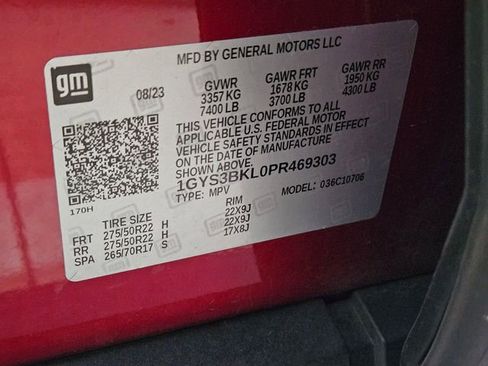 MFD BY GENERAL MOTORS LLC
gm
08/23 GVWR GAWR FRT GAWR RR
3357 KG 1678 KG 1950 KG
7400 LB 3700 LB 4300 LB
THIS VEHICLE CONFORMS TO ALL
APPLICABLE U.S. FEDERAL MOTOR
VEHICLE SAFETY STANDARDS IN EFFECT
ON THE DATE OF MANUFACTURE
SHOWN ABOVE.
1GYS3BKL0PR469303
170H
TYPE: MPV MODEL: 036C10706
TIRE SIZE RIM
FRT 275/50R22 H 22X9J
RR 275/50R22 H 22X9J
SPA 265/70R17 S 17X8J